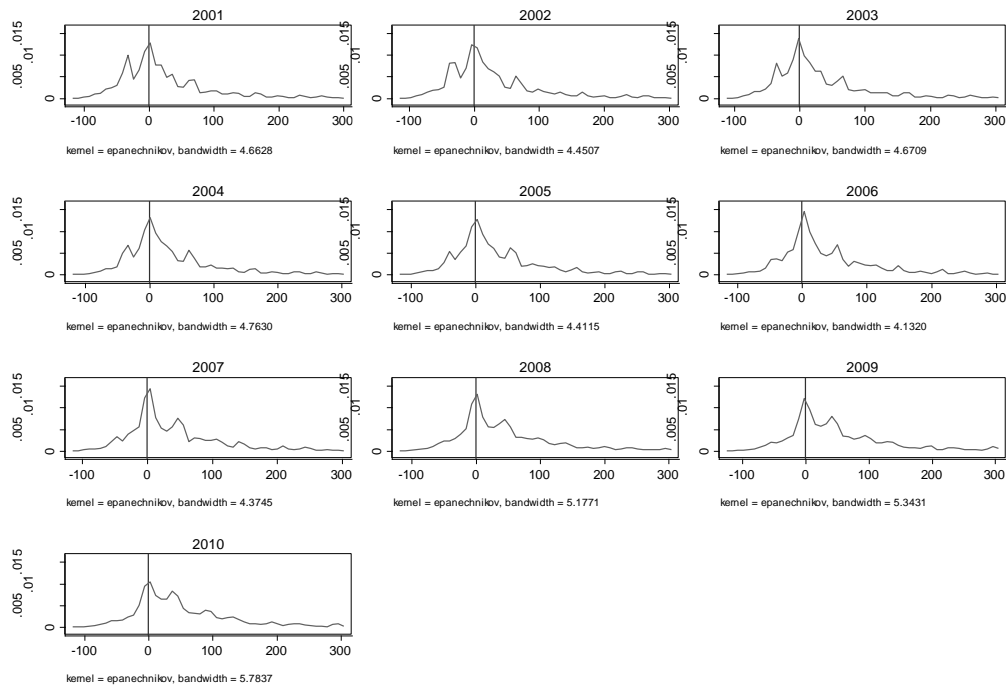 2001 2002 2003
0 .005 .01 .015 0 .005 .01 .015 0 .005 .01 .015
-100 0 100 200 300 -100 0 100 200 300 -100 0 100 200 300
kernel = epanechnikov, bandwidth = 4.6628 kernel = epanechnikov, bandwidth = 4.4507 kernel = epanechnikov, bandwidth = 4.6709
2004 2005 2006
0 .005 .01 .015 0 .005 .01 .015 0 .005 .01 .015
-100 0 100 200 300 -100 0 100 200 300 -100 0 100 200 300
kernel = epanechnikov, bandwidth = 4.7630 kernel = epanechnikov, bandwidth = 4.4115 kernel = epanechnikov, bandwidth = 4.1320
2007 2008 2009
0 .005 .01 .015 0 .005 .01 .015 0 .005 .01 .015
-100 0 100 200 300 -100 0 100 200 300 -100 0 100 200 300
kernel = epanechnikov, bandwidth = 4.3745 kernel = epanechnikov, bandwidth = 5.1771 kernel = epanechnikov, bandwidth = 5.3431
2010
0 .005 .01 .015
-100 0 100 200 300
kernel = epanechnikov, bandwidth = 5.7837